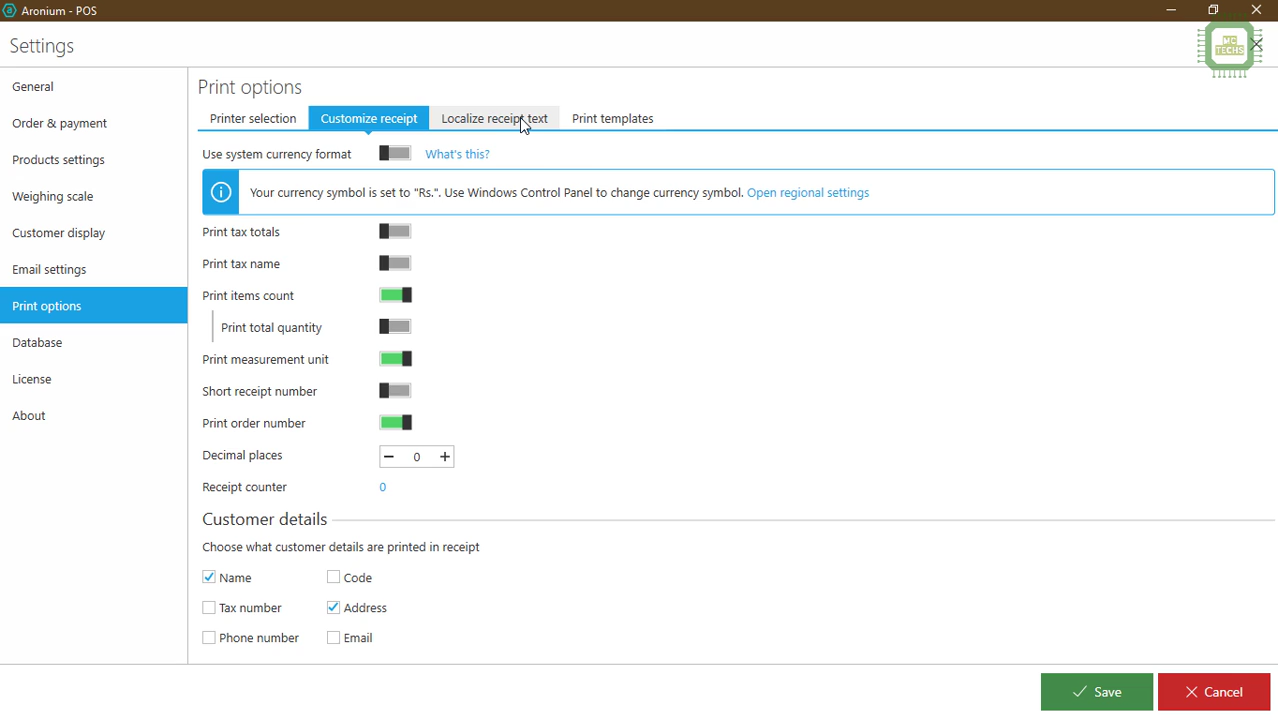 Aronium - POS
Settings
MC
TECHS
General
Order & payment
Products settings
Weighing scale
Customer display
Email settings
Print options
Database
License
About
Print options
Printer selection
Customize receipt
Localize receipt text
Print templates
Use system currency format
What's this?
Your currency symbol is set to "Rs.". Use Windows Control Panel to change currency symbol. Open regional settings
Print tax totals
Print tax name
Print items count
Print total quantity
Print measurement unit
Short receipt number
Print order number
Decimal places
0
Receipt counter
0
Customer details
Choose what customer details are printed in receipt
Name
Code
Tax number
Address
Phone number
Email
Save
Cancel